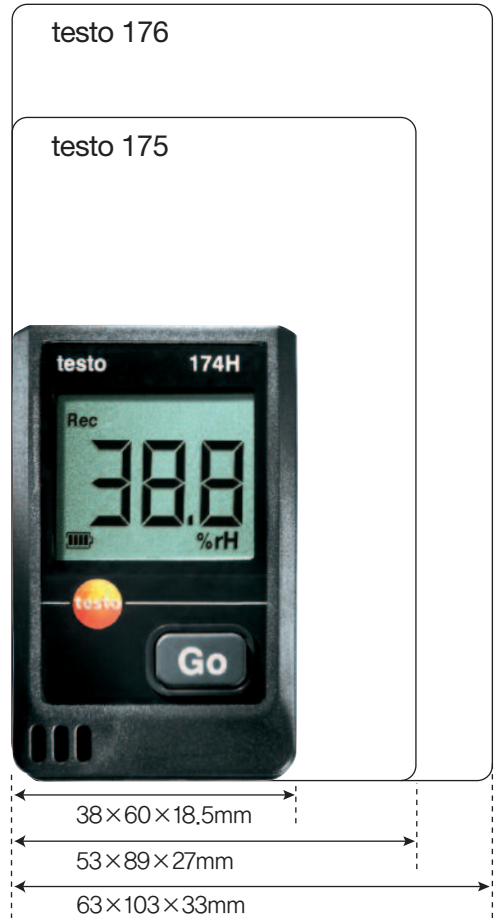 testo 176
testo 175
testo 174H
Rec
38.8
%rH
testo
Go
38×60×18.5mm
53×89×27mm
63×103×33mm